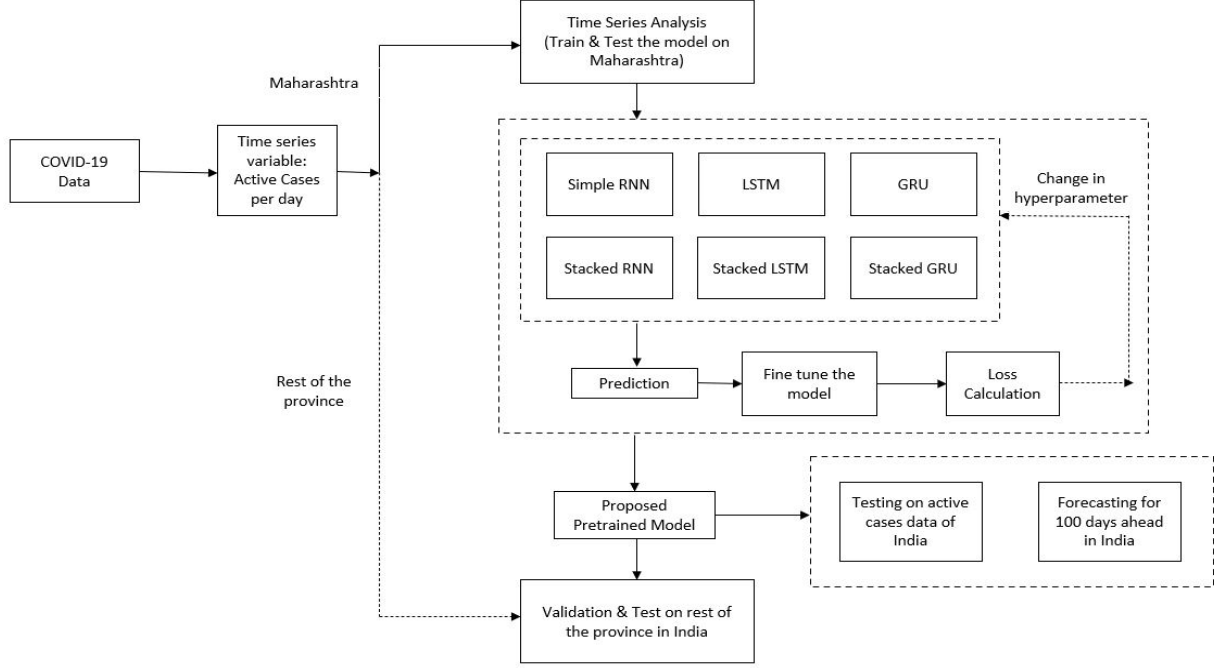 Time Series Analysis
(Train & Test the model on
Maharashtra)
Maharashtra
COVID-19
Data
Time series
variable:
Active Cases
per day
Simple RNN
LSTM
GRU
Change in
hyperparameter
Stacked RNN
Stacked LSTM
Stacked GRU
Rest of the
province
Prediction
Fine tune the
model
Loss
Calculation
Proposed
Pretrained Model
Testing on active
cases data of
India
Forecasting for
100 days ahead
in India
Validation & Test on rest of
the province in India